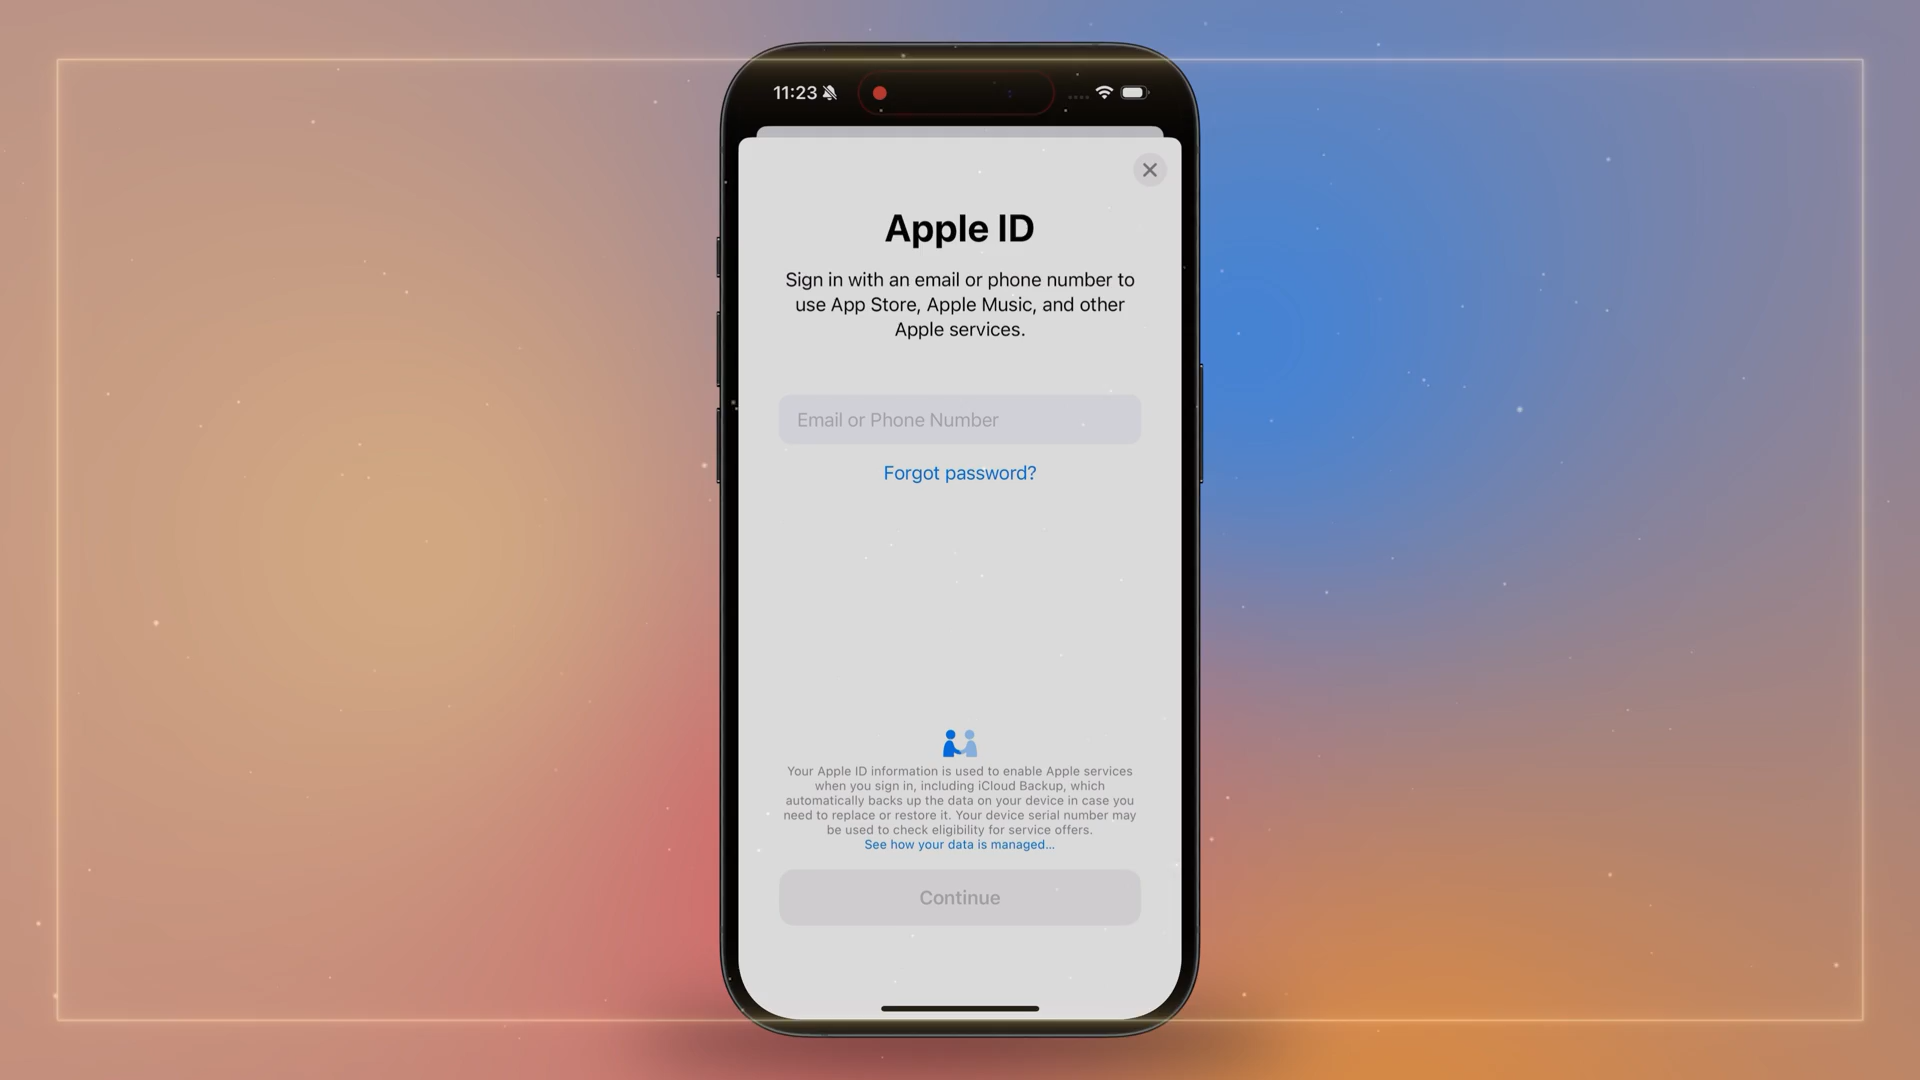 11:23
Apple ID
Sign in with an email or phone number to
use App Store, Apple Music, and other
Apple services.
Email or Phone Number
Forgot password?
Your Apple ID information is used to enable Apple services
when you sign in, including iCloud Backup, which
automatically backs up the data on your device in case you
need to replace or restore it. Your device serial number may
be used to check eligibility for service offers.
See how your data is managed...
Continue